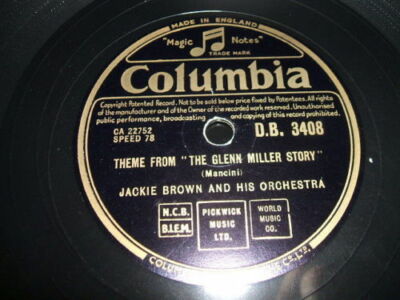 MADE IN ENGLAND
"Magic Notes"
TRADE MARK
Columbia
Copyright Patented Record. Not to be sold below price fixed by Patentees. All rights
of the manufacturer and of the owner of the recorded work reserved. Unauthorised
public performance, broadcasting and copying of this record prohibited.
CA 22752
SPEED 78
D.B. 3408
THEME FROM "THE GLENN MILLER STORY"
(Mancini)
JACKIE BROWN AND HIS ORCHESTRA
N.C.B.
B.I.E.M.
PICKWICK
MUSIC
LTD.
WORLD
MUSIC
CO.